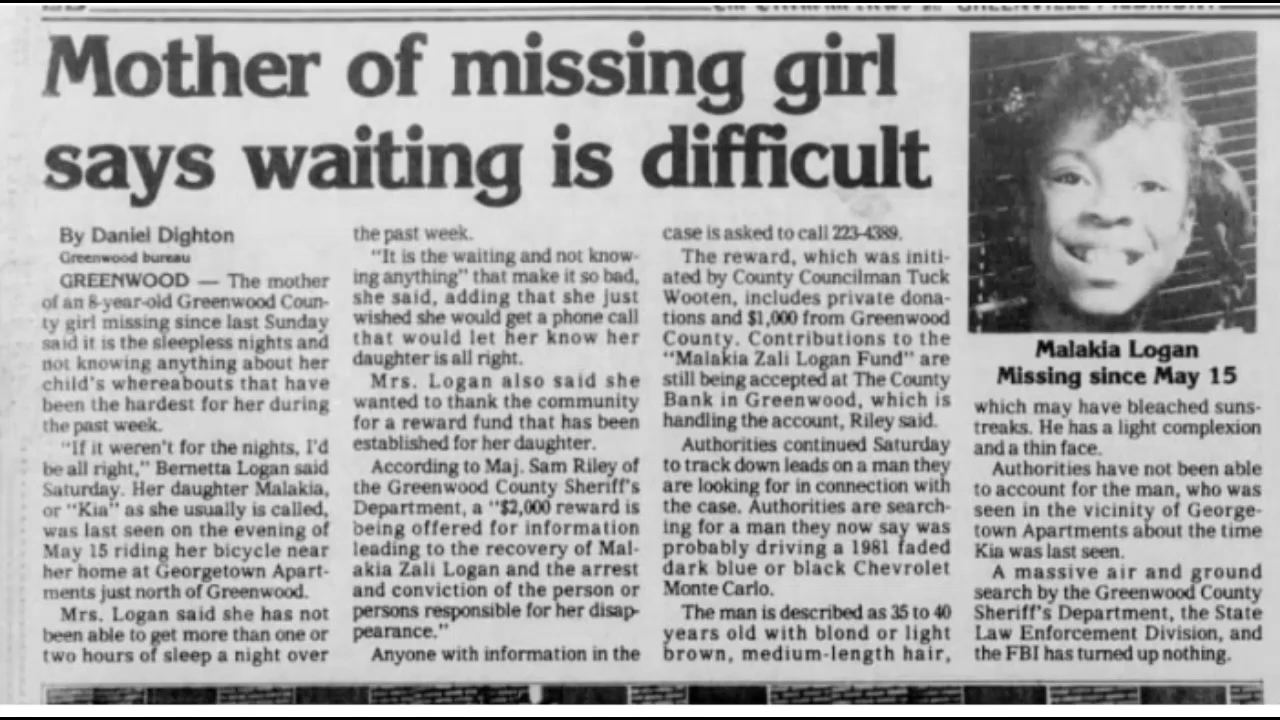 Mother of missing girl
says waiting is difficult
By Daniel Dighton
Greenwood bureau
GREENWOOD — The mother
of an 8-year-old Greenwood Coun-
ty girl missing since last Sunday
said it is the sleepless nights and
not knowing anything about her
child's whereabouts that have
been the hardest for her during
the past week.
"If it weren't for the nights, I'd
be all right," Bernetta Logan said
Saturday. Her daughter Malakia,
or "Kia" as she usually is called,
was last seen on the evening of
May 15 riding her bicycle near
her home at Georgetown Apart-
ments just north of Greenwood.
Mrs. Logan said she has not
been able to get more than one or
two hours of sleep a night over
the past week.
"It is the waiting and not know-
ing anything" that make it so bad,
she said, adding that she just
wished she would get a phone call
that would let her know her
daughter is all right.
Mrs. Logan also said she
wanted to thank the community
for a reward fund that has been
established for her daughter.
According to Maj. Sam Riley of
the Greenwood County Sheriff's
Department, a "$2,000 reward is
being offered for information
leading to the recovery of Mal-
akia Zali Logan and the arrest
and conviction of the person or
persons responsible for her disap-
pearance."
Anyone with information in the
case is asked to call 223-4389.
The reward, which was initi-
ated by County Councilman Tuck
Wooten, includes private dona-
tions and $1,000 from Greenwood
County. Contributions to the
"Malakia Zali Logan Fund" are
still being accepted at The County
Bank in Greenwood, which is
handling the account, Riley said.
Authorities continued Saturday
to track down leads on a man they
are looking for in connection with
the case. Authorities are search-
ing for a man they now say was
probably driving a 1981 faded
dark blue or black Chevrolet
Monte Carlo.
The man is described as 35 to 40
years old with blond or light
brown, medium-length hair,
Malakia Logan
Missing since May 15
which may have bleached suns-
treaks. He has a light complexion
and a thin face.
Authorities have not been able
to account for the man, who was
seen in the vicinity of George-
town Apartments about the time
Kia was last seen.
A massive air and ground
search by the Greenwood County
Sheriff's Department, the State
Law Enforcement Division, and
the FBI has turned up nothing.